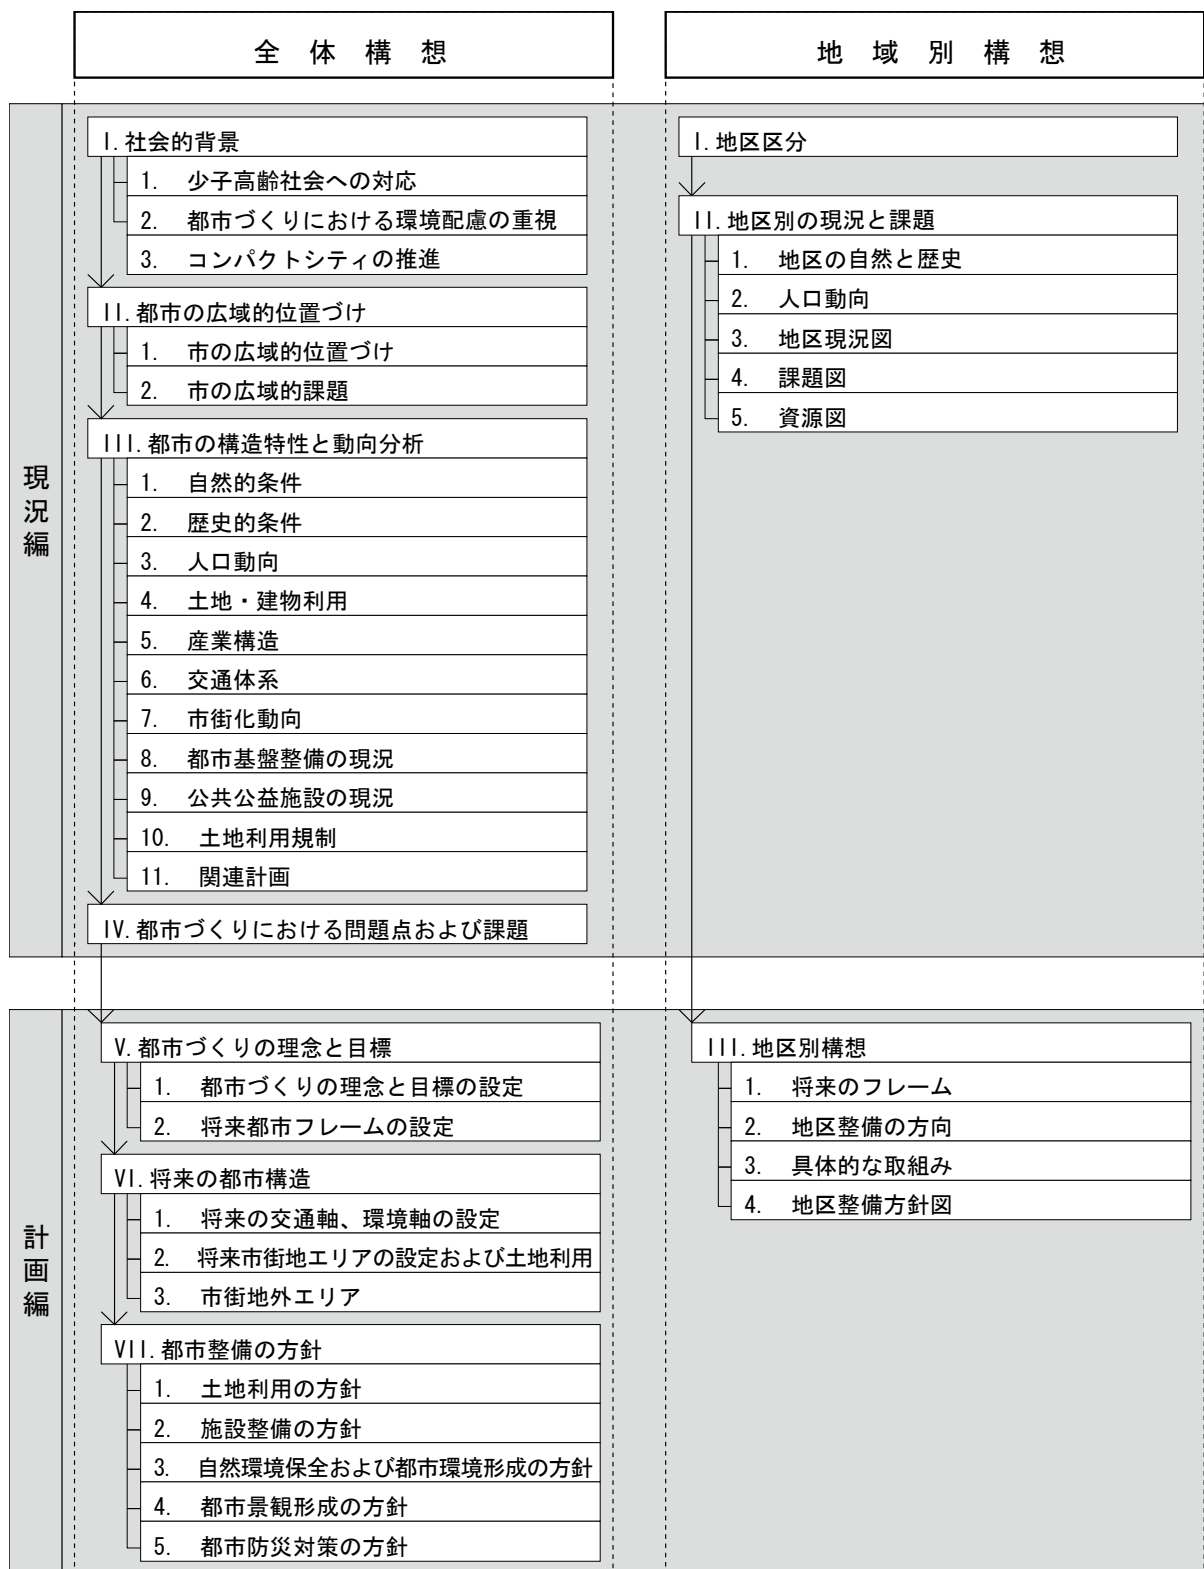 全体構想
地域別構想
現況編
I.社会的背景
1. 少子高齢社会への対応
2. 都市づくりにおける環境配慮の重視
3. コンパクトシティの推進
II.都市の広域的位置づけ
1. 市の広域的位置づけ
2. 市の広域的課題
III.都市の構造特性と動向分析
1. 自然的条件
2. 歴史的条件
3. 人口動向
4. 土地・建物利用
5. 産業構造
6. 交通体系
7. 市街化動向
8. 都市基盤整備の現況
9. 公共公益施設の現況
10. 土地利用規制
11. 関連計画
IV.都市づくりにおける問題点および課題
I.地区区分
II.地区別の現況と課題
1. 地区の自然と歴史
2. 人口動向
3. 地区現況図
4. 課題図
5. 資源図
計画編
V.都市づくりの理念と目標
1. 都市づくりの理念と目標の設定
2. 将来都市フレームの設定
VI.将来の都市構造
1. 将来の交通軸、環境軸の設定
2. 将来市街地エリアの設定および土地利用
3. 市街地外エリア
VII.都市整備の方針
1. 土地利用の方針
2. 施設整備の方針
3. 自然環境保全および都市環境形成の方針
4. 都市景観形成の方針
5. 都市防災対策の方針
III.地区別構想
1. 将来のフレーム
2. 地区整備の方向
3. 具体的な取組み
4. 地区整備方針図